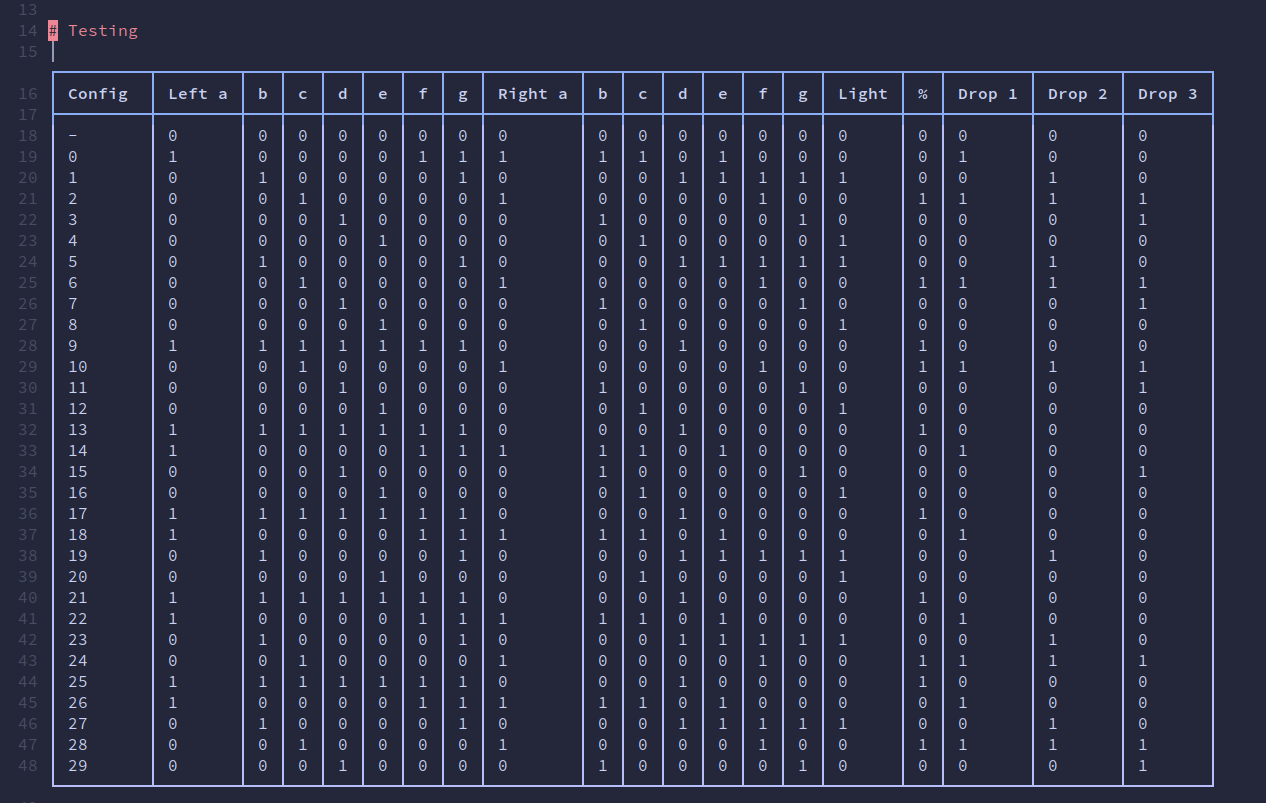 13
14 # Testing
15
16 Config Left a b c d e f g Right a b c d e f g Light % Drop 1 Drop 2 Drop 3
17
18 - 0 0 0 0 0 0 0 0 0 0 0 0 0 0 0 0 0 0 0
19 0 1 0 0 0 0 1 1 1 1 1 0 1 0 0 0 0 1 0 0
20 1 0 1 0 0 0 0 1 0 0 0 1 1 1 1 1 0 0 1 0
21 2 0 0 1 0 0 0 0 1 0 0 0 0 1 0 0 1 1 1 1
22 3 0 0 0 1 0 0 0 0 1 0 0 0 0 1 0 0 0 0 1
23 4 0 0 0 0 1 0 0 0 0 1 0 0 0 0 1 0 0 0 0
24 5 0 1 0 0 0 0 1 0 0 0 1 1 1 1 1 0 0 1 0
25 6 0 0 1 0 0 0 0 1 0 0 0 0 1 0 0 1 1 1 1
26 7 0 0 0 1 0 0 0 0 1 0 0 0 0 1 0 0 0 0 1
27 8 0 0 0 0 1 0 0 0 0 1 0 0 0 0 1 0 0 0 0
28 9 1 1 1 1 1 1 1 0 0 0 1 0 0 0 0 1 0 0 0
29 10 0 0 1 0 0 0 0 1 0 0 0 0 1 0 0 1 1 1 1
30 11 0 0 0 1 0 0 0 0 1 0 0 0 0 1 0 0 0 0 1
31 12 0 0 0 0 1 0 0 0 0 1 0 0 0 0 1 0 0 0 0
32 13 1 1 1 1 1 1 1 0 0 0 1 0 0 0 0 1 0 0 0
33 14 1 0 0 0 0 1 1 1 1 1 0 1 0 0 0 0 1 0 0
34 15 0 0 0 1 0 0 0 0 1 0 0 0 0 1 0 0 0 0 1
35 16 0 0 0 0 1 0 0 0 0 1 0 0 0 0 1 0 0 0 0
36 17 1 1 1 1 1 1 1 0 0 0 1 0 0 0 0 1 0 0 0
37 18 1 0 0 0 0 1 1 1 1 1 0 1 0 0 0 0 1 0 0
38 19 0 1 0 0 0 0 1 0 0 0 1 1 1 1 1 0 0 1 0
39 20 0 0 0 0 1 0 0 0 0 1 0 0 0 0 1 0 0 0 0
40 21 1 1 1 1 1 1 1 0 0 0 1 0 0 0 0 1 0 0 0
41 22 1 0 0 0 0 1 1 1 1 1 0 1 0 0 0 0 1 0 0
42 23 0 1 0 0 0 0 1 0 0 0 1 1 1 1 1 0 0 1 0
43 24 0 0 1 0 0 0 0 1 0 0 0 0 1 0 0 1 1 1 1
44 25 1 1 1 1 1 1 1 0 0 0 1 0 0 0 0 1 0 0 0
45 26 1 0 0 0 0 1 1 1 1 1 0 1 0 0 0 0 1 0 0
46 27 0 1 0 0 0 0 1 0 0 0 1 1 1 1 1 0 0 1 0
47 28 0 0 1 0 0 0 0 1 0 0 0 0 1 0 0 1 1 1 1
48 29 0 0 0 1 0 0 0 0 1 0 0 0 0 1 0 0 0 0 1